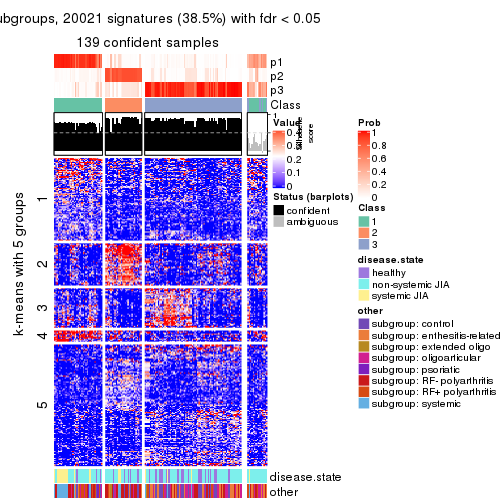 ubgroups, 20021 signatures (38.5%) with fdr < 0.05
139 confident samples
p1
p2
p3
Class
1
2
3
4
5
k-means with 5 groups
disease.state
other
Value
0.4
0.3
0.2
0.1
0
Silhouette
score
1
Status (barplots)
confident
ambiguous
Prob
1
0.8
0.6
0.4
0.2
0
Class
1
2
3
disease.state
healthy
non-systemic JIA
systemic JIA
other
subgroup: control
subgroup: enthesitis-related
subgroup: extended oligo
subgroup: oligoarticular
subgroup: psoriatic
subgroup: RF- polyarthritis
subgroup: RF+ polyarthritis
subgroup: systemic